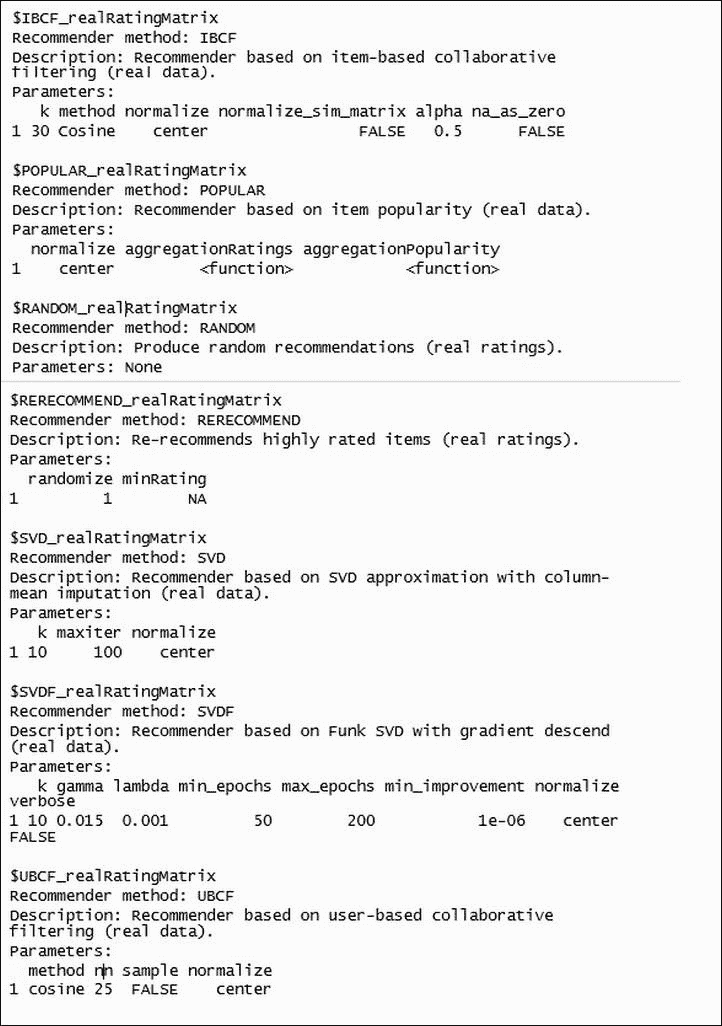 $IBCF_realRatingMatrix
Recommender method: IBCF
Description: Recommender based on item-based collaborative
filtering (real data).
Parameters:
k method normalize normalize_sim_matrix alpha na_as_zero
1 30 Cosine center FALSE 0.5 FALSE
$POPULAR_realRatingMatrix
Recommender method: POPULAR
Description: Recommender based on item popularity (real data).
Parameters:
normalize aggregationRatings aggregationPopularity
1 center <function> <function>
$RANDOM_realRatingMatrix
Recommender method: RANDOM
Description: Produce random recommendations (real ratings).
Parameters: None
$RERECOMMEND_realRatingMatrix
Recommender method: RERECOMMEND
Description: Re-recommends highly rated items (real ratings).
Parameters:
randomize minRating
1 1 NA
$SVD_realRatingMatrix
Recommender method: SVD
Description: Recommender based on SVD approximation with column-
mean imputation (real data).
Parameters:
k maxiter normalize
1 10 100 center
$SVDF_realRatingMatrix
Recommender method: SVDF
Description: Recommender based on Funk SVD with gradient descend
(real data).
Parameters:
k gamma lambda min_epochs max_epochs min_improvement normalize
verbose
1 10 0.015 0.001 50 200 1e-06 center
FALSE
$UBCF_realRatingMatrix
Recommender method: UBCF
Description: Recommender based on user-based collaborative
filtering (real data).
Parameters:
method nn sample normalize
1 cosine 25 FALSE center